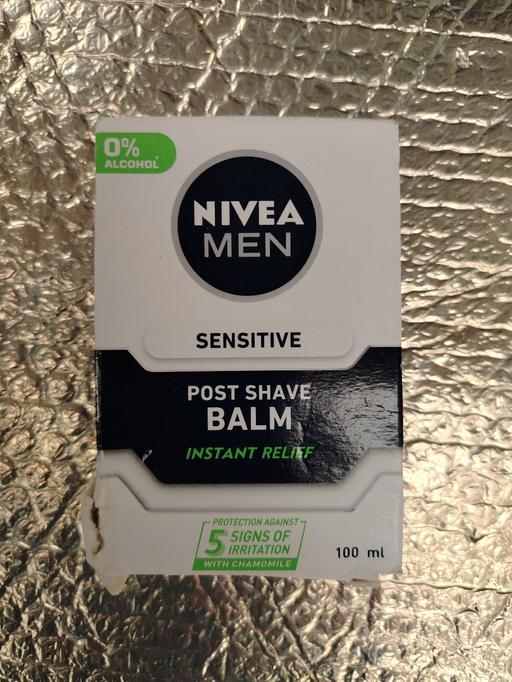 0%
ALCOHOL*
NIVEA
MEN
SENSITIVE
POST SHAVE
BALM
INSTANT RELIEF
PROTECTION AGAINST
5 SIGNS OF
IRRITATION
WITH CHAMOMILE
100 ml